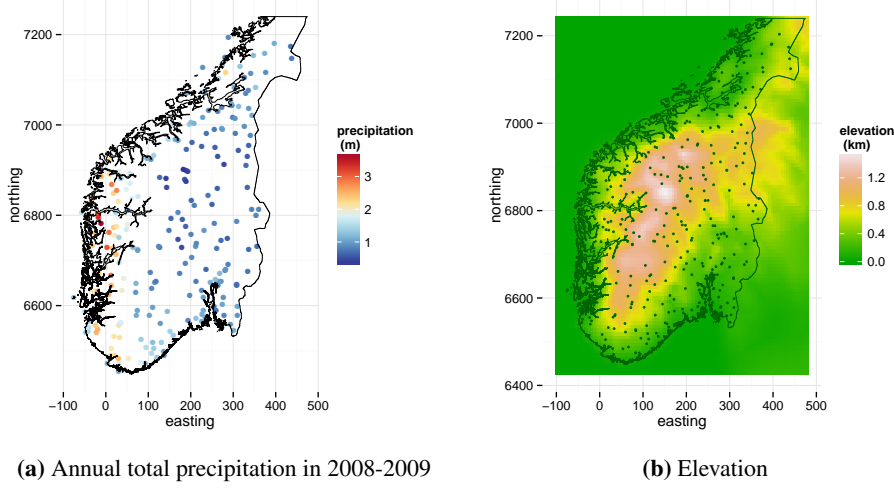 7200
7000
6800
6600
northing
−100 0 100 200 300 400 500
easting
precipitation
(m)
3
2
1
7200
7000
6800
6600
6400
northing
−100 0 100 200 300 400 500
easting
elevation
(km)
1.2
0.8
0.4
0.0
(a) Annual total precipitation in 2008-2009
(b) Elevation